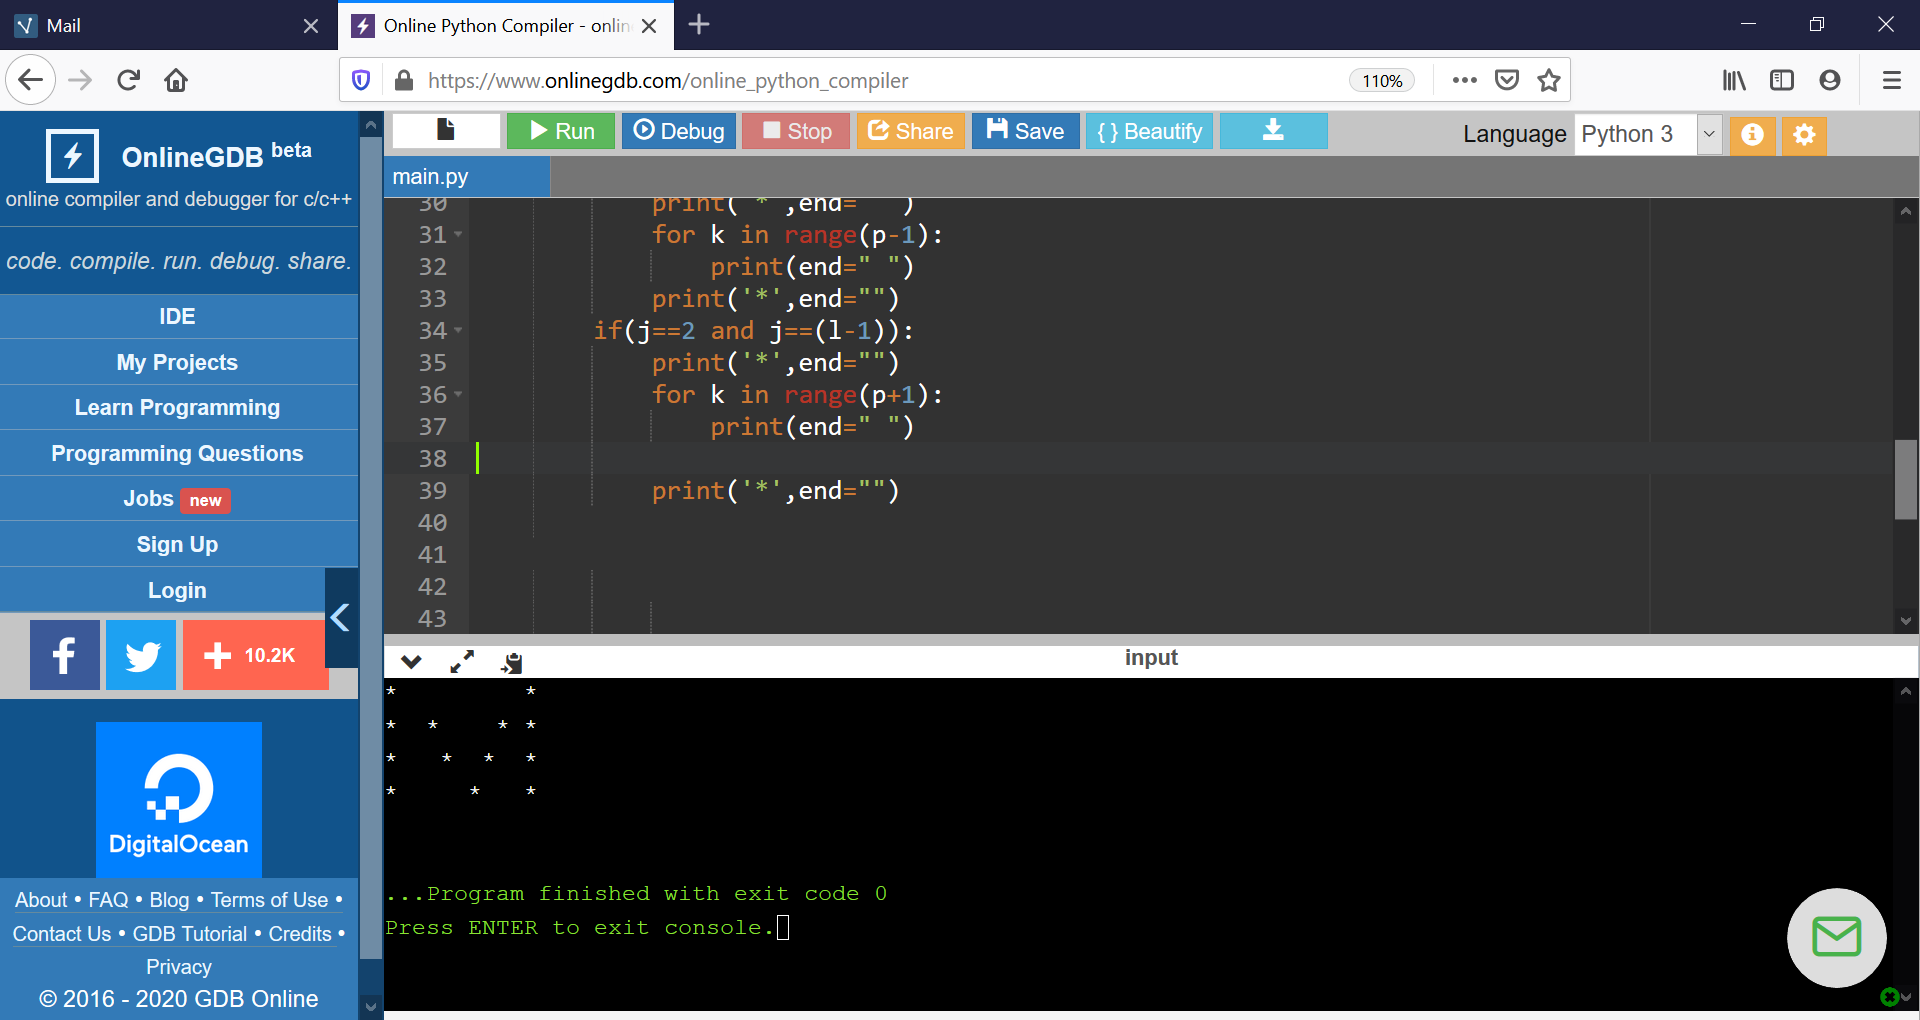 Mail
Online Python Compiler - onlin
https://www.onlinegdb.com/online_python_compiler
110%
OnlineGDB beta
online compiler and debugger for c/c++
code. compile. run. debug. share.
IDE
My Projects
Learn Programming
Programming Questions
Jobs new
Sign Up
Login
10.2K
DigitalOcean
About • FAQ • Blog • Terms of Use •
Contact Us • GDB Tutorial • Credits •
Privacy
© 2016 - 2020 GDB Online
Run
Debug
Stop
Share
Save
{ } Beautify
Language Python 3
main.py
30 print( * ,end= )
31 for k in range(p-1):
32 print(end=" ")
33 print('*',end="")
34 if(j==2 and j==(l-1)):
35 print('*',end="")
36 for k in range(p+1):
37 print(end=" ")
38
39 print('*',end="")
40
41
42
43
input
*          *
*  *    * *
*   *  *  *
*     *   *
...Program finished with exit code 0
Press ENTER to exit console.